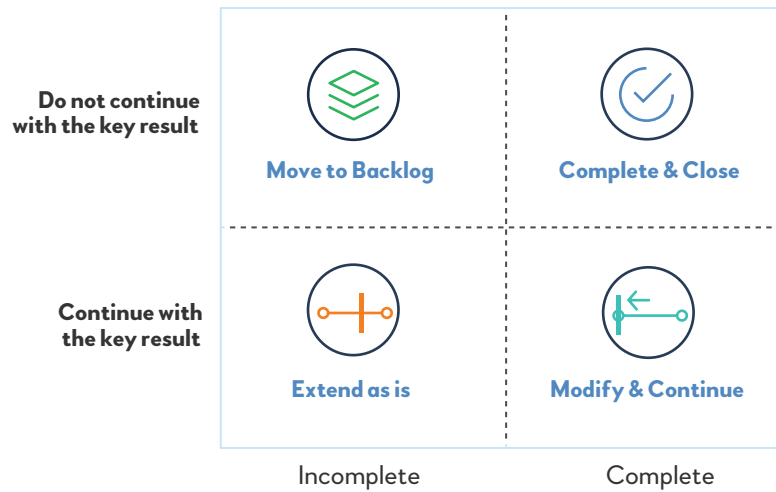 Do not continue
with the key result
Move to Backlog
Complete & Close
Continue with
the key result
Extend as is
Modify & Continue
Incomplete
Complete